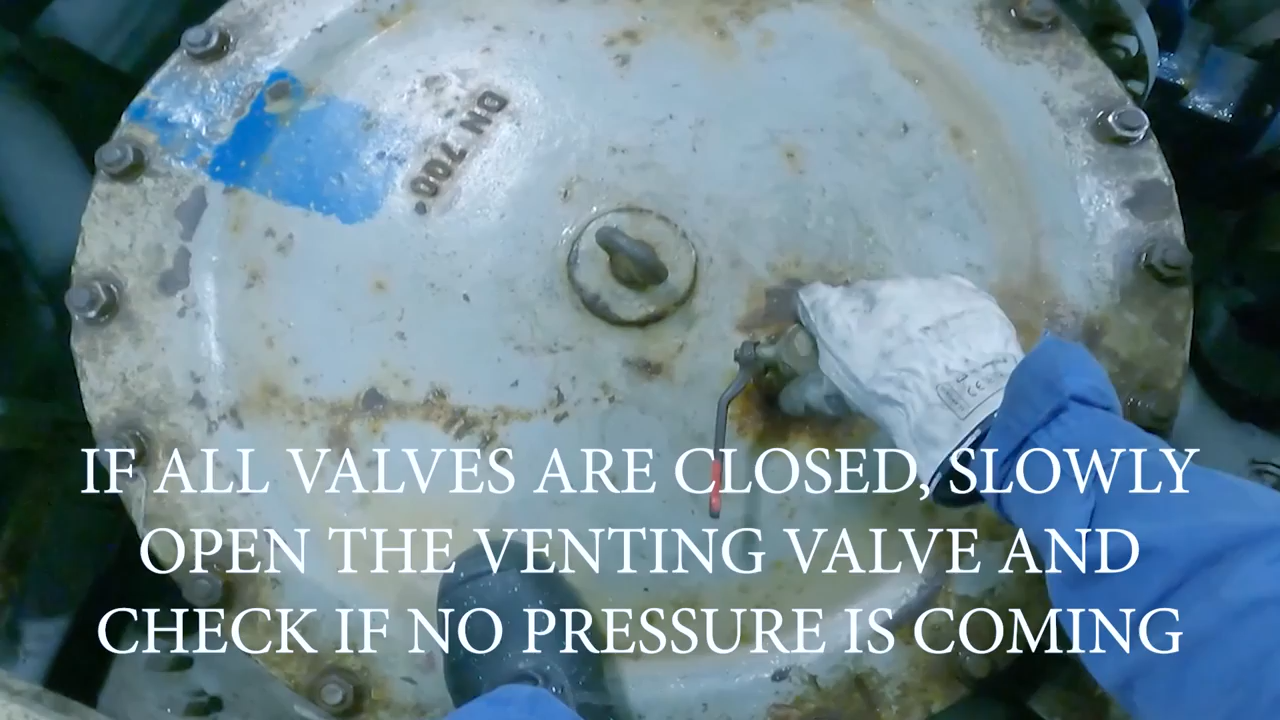 DN 700
IF ALL VALVES ARE CLOSED, SLOWLY
OPEN THE VENTING VALVE AND
CHECK IF NO PRESSURE IS COMING
CE